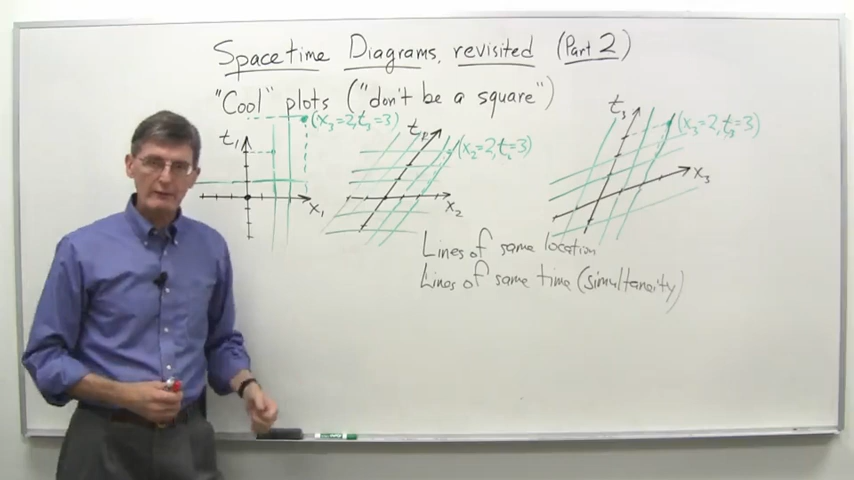 Spacetime Diagrams, revisited (Part 2)
"Cool" plots ("don't be a square")
t₁
(x₃=2,t₃=3)
x₁
(x₂=2,t₂=3)
x₂
t₃
(x₃=2,t₃=3)
x₃
Lines of same location
Lines of same time (simultaneity)